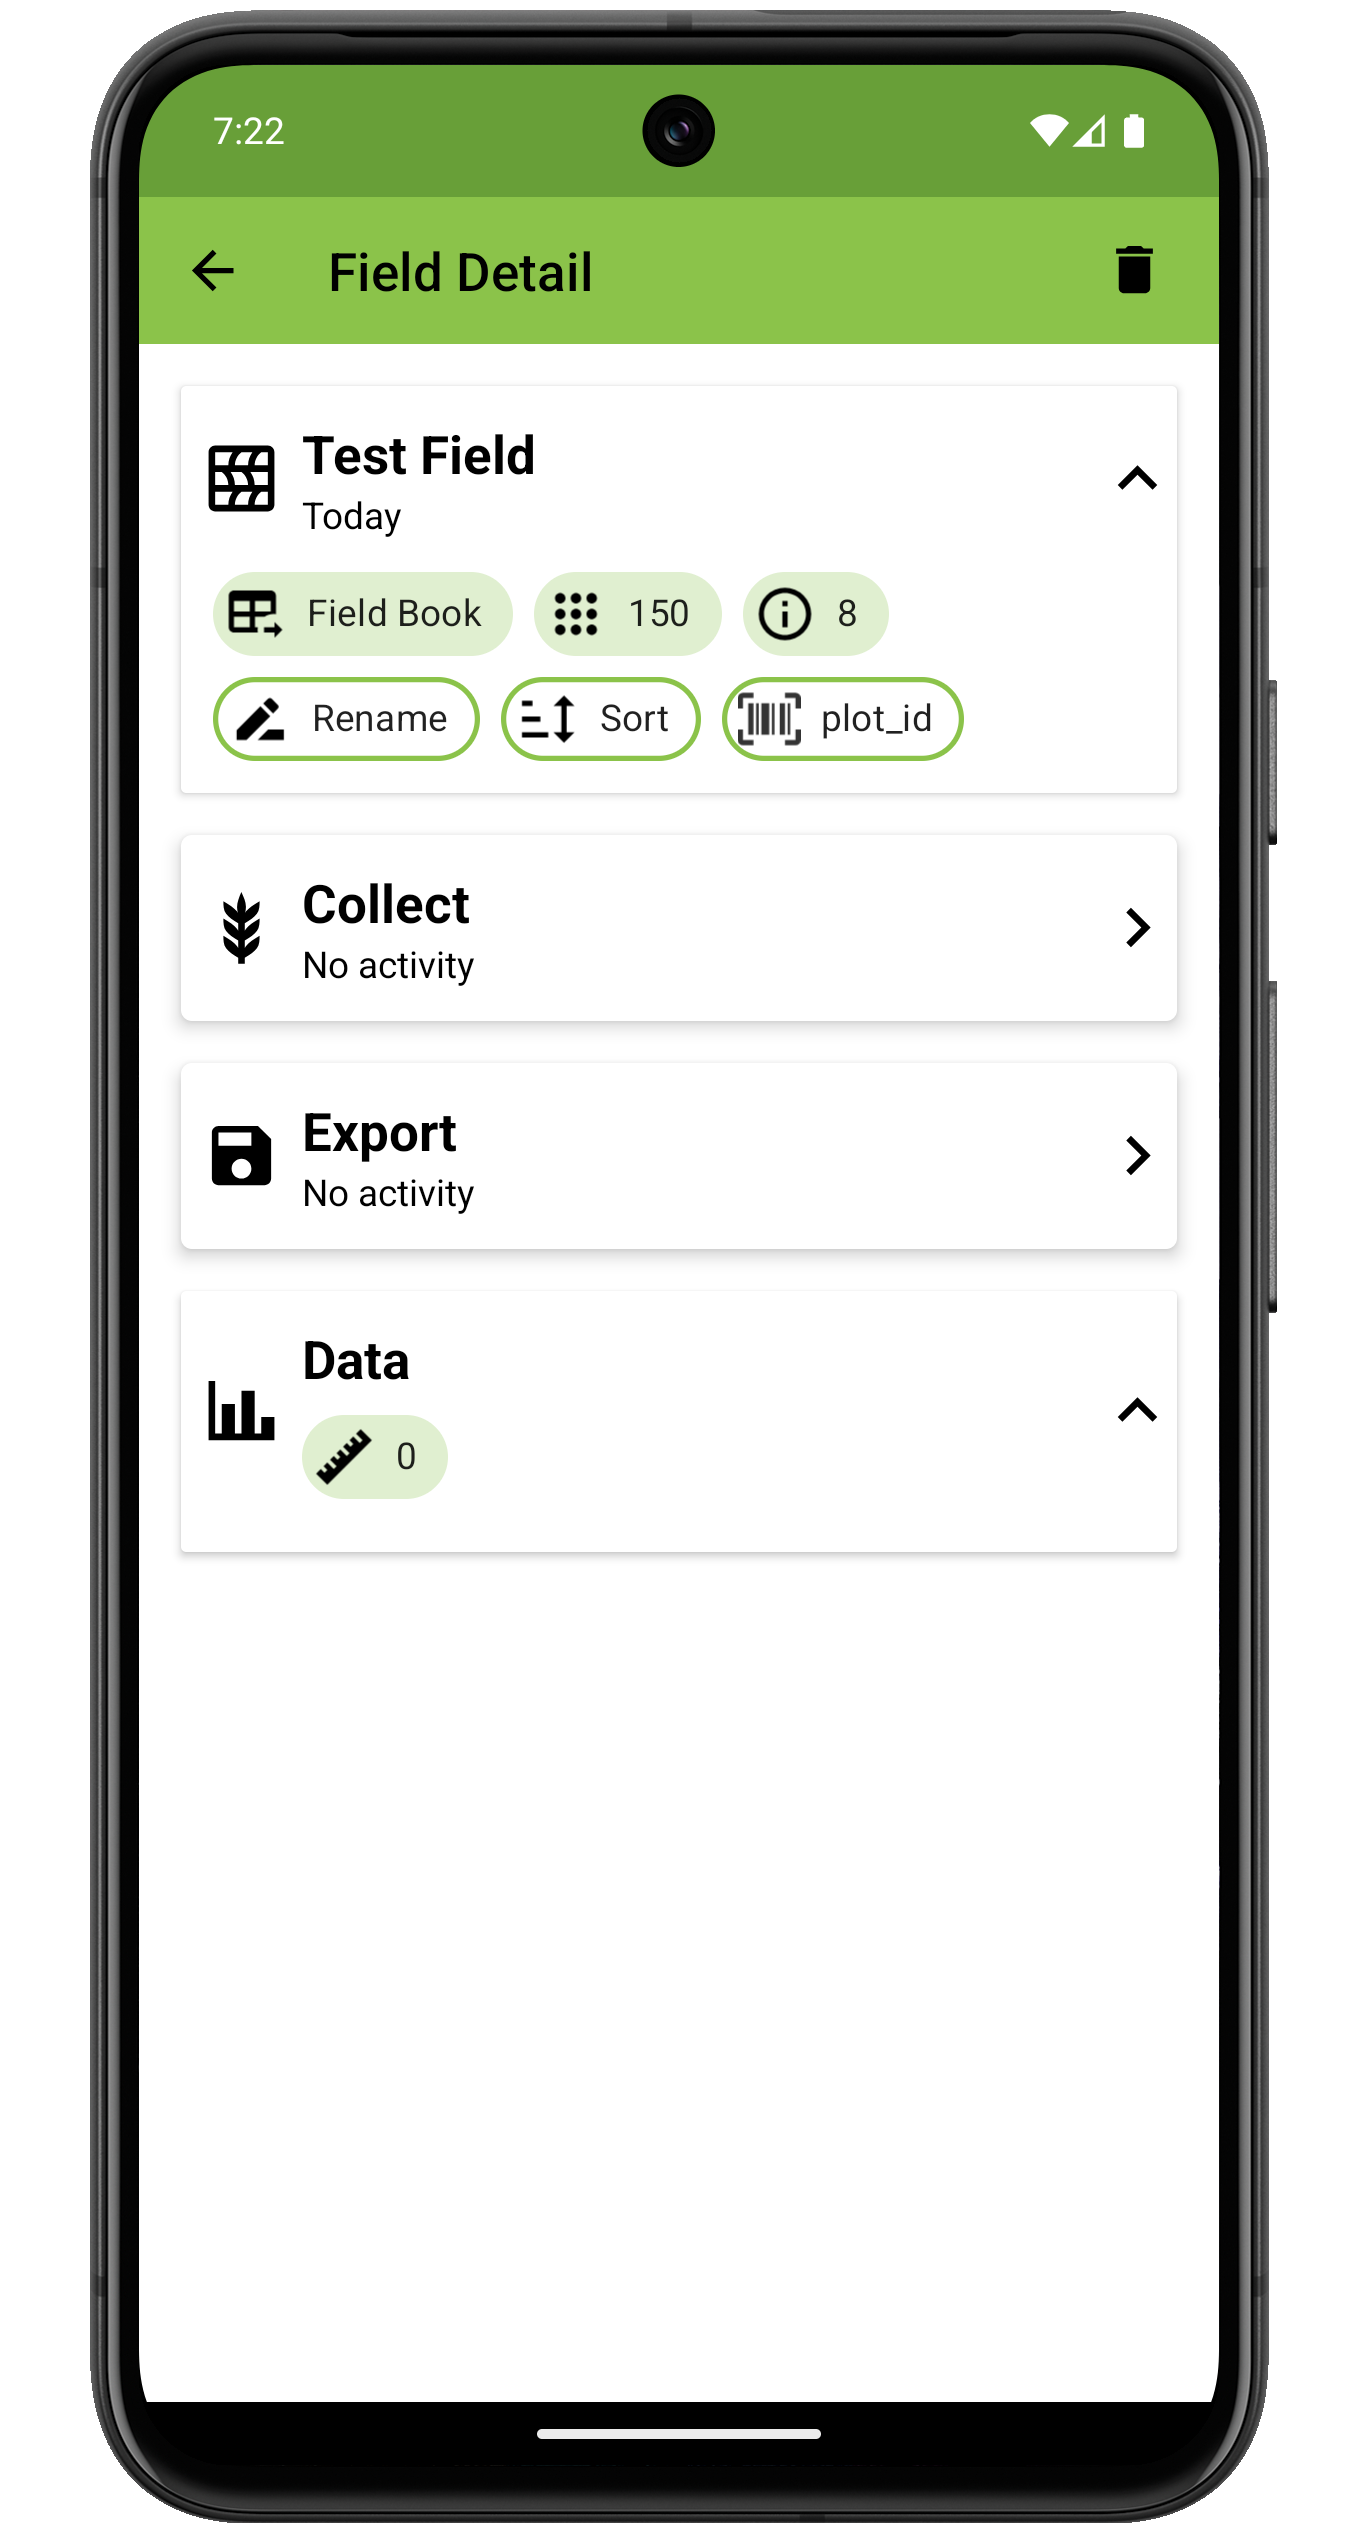 7:22
Field Detail
Test Field
Today
Field Book 150 8
Rename Sort plot_id
Collect
No activity
Export
No activity
Data
0